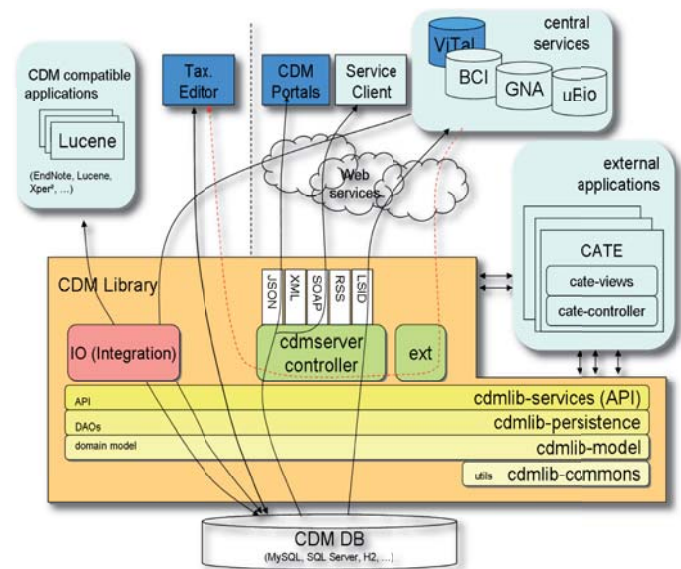 central
services
ViTal
BCI
GNA
uEio
CDM compatible
applications
Lucene
(EndNote, Lucene,
Xper², ...)
Tax.
Editor
CDM
Portals
Service
Client
Web
services
external
applications
CATE
cate-views
cate-controller
CDM Library
JSON
XML
SOAP
RSS
LSID
IO (Integration)
cdmserver
controller
ext
API
cdmlib-services (API)
DAOs
cdmlib-persistence
domain model
cdmlib-model
utils
cdmlib-commons
CDM DB
(MySQL, SQL Server, H2, ...)